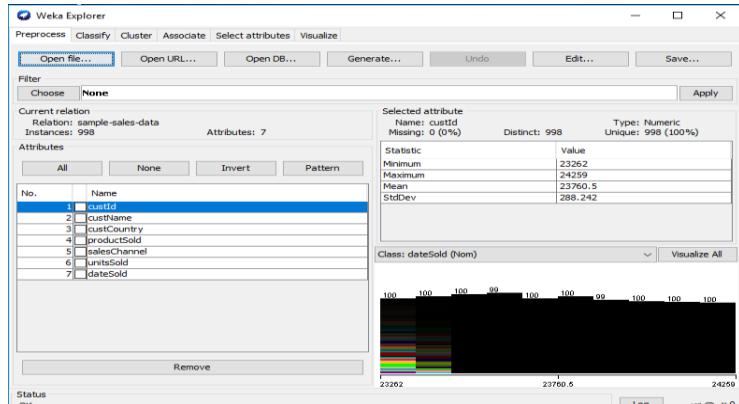 Weka Explorer
Preprocess Classify Cluster Associate Select attributes Visualize
Open file... Open URL... Open DB... Generate... Undo Edit... Save...
Filter
Choose None Apply
Current relation
Relation: sample-sales-data
Instances: 998 Attributes: 7
Attributes
All None Invert Pattern
No. Name
1 custId
2 custName
3 custCountry
4 productSold
5 salesChannel
6 unitsSold
7 dateSold
Remove
Selected attribute
Name: custId Type: Numeric
Missing: 0 (0%) Distinct: 998 Unique: 998 (100%)
Statistic Value
Minimum 23262
Maximum 24259
Mean 23760.5
StdDev 288.242
Class: dateSold (Nom) Visualize All
100 100 100 99 100 100 99 100 100 100
23262 23760.5 24259
Status